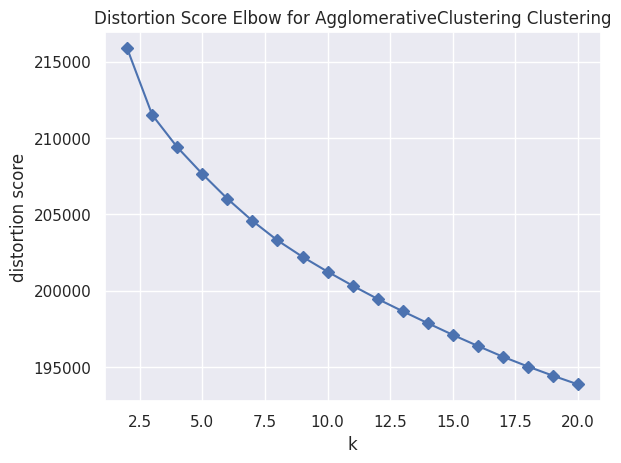 Distortion Score Elbow for AgglomerativeClustering Clustering
215000
210000
205000
200000
195000
distortion score
2.5 5.0 7.5 10.0 12.5 15.0 17.5 20.0
k